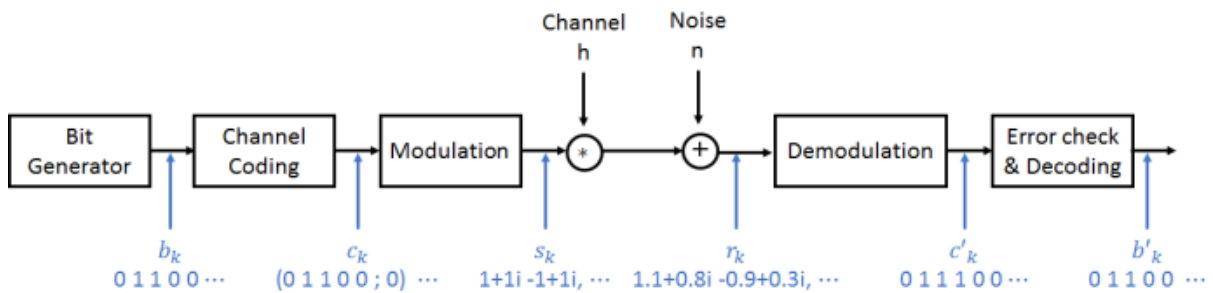 Channel
h
Noise
n
Bit
Generator
Channel
Coding
Modulation
*
+
Demodulation
Error check
& Decoding
b_k
c_k
s_k
r_k
c'_k
b'_k
0 1 1 0 0 ⋯
(0 1 1 0 0 ; 0) ⋯
1+1i -1+1i, ⋯
1.1+0.8i -0.9+0.3i, ⋯
0 1 1 1 0 0 ⋯
0 1 1 0 0 ⋯